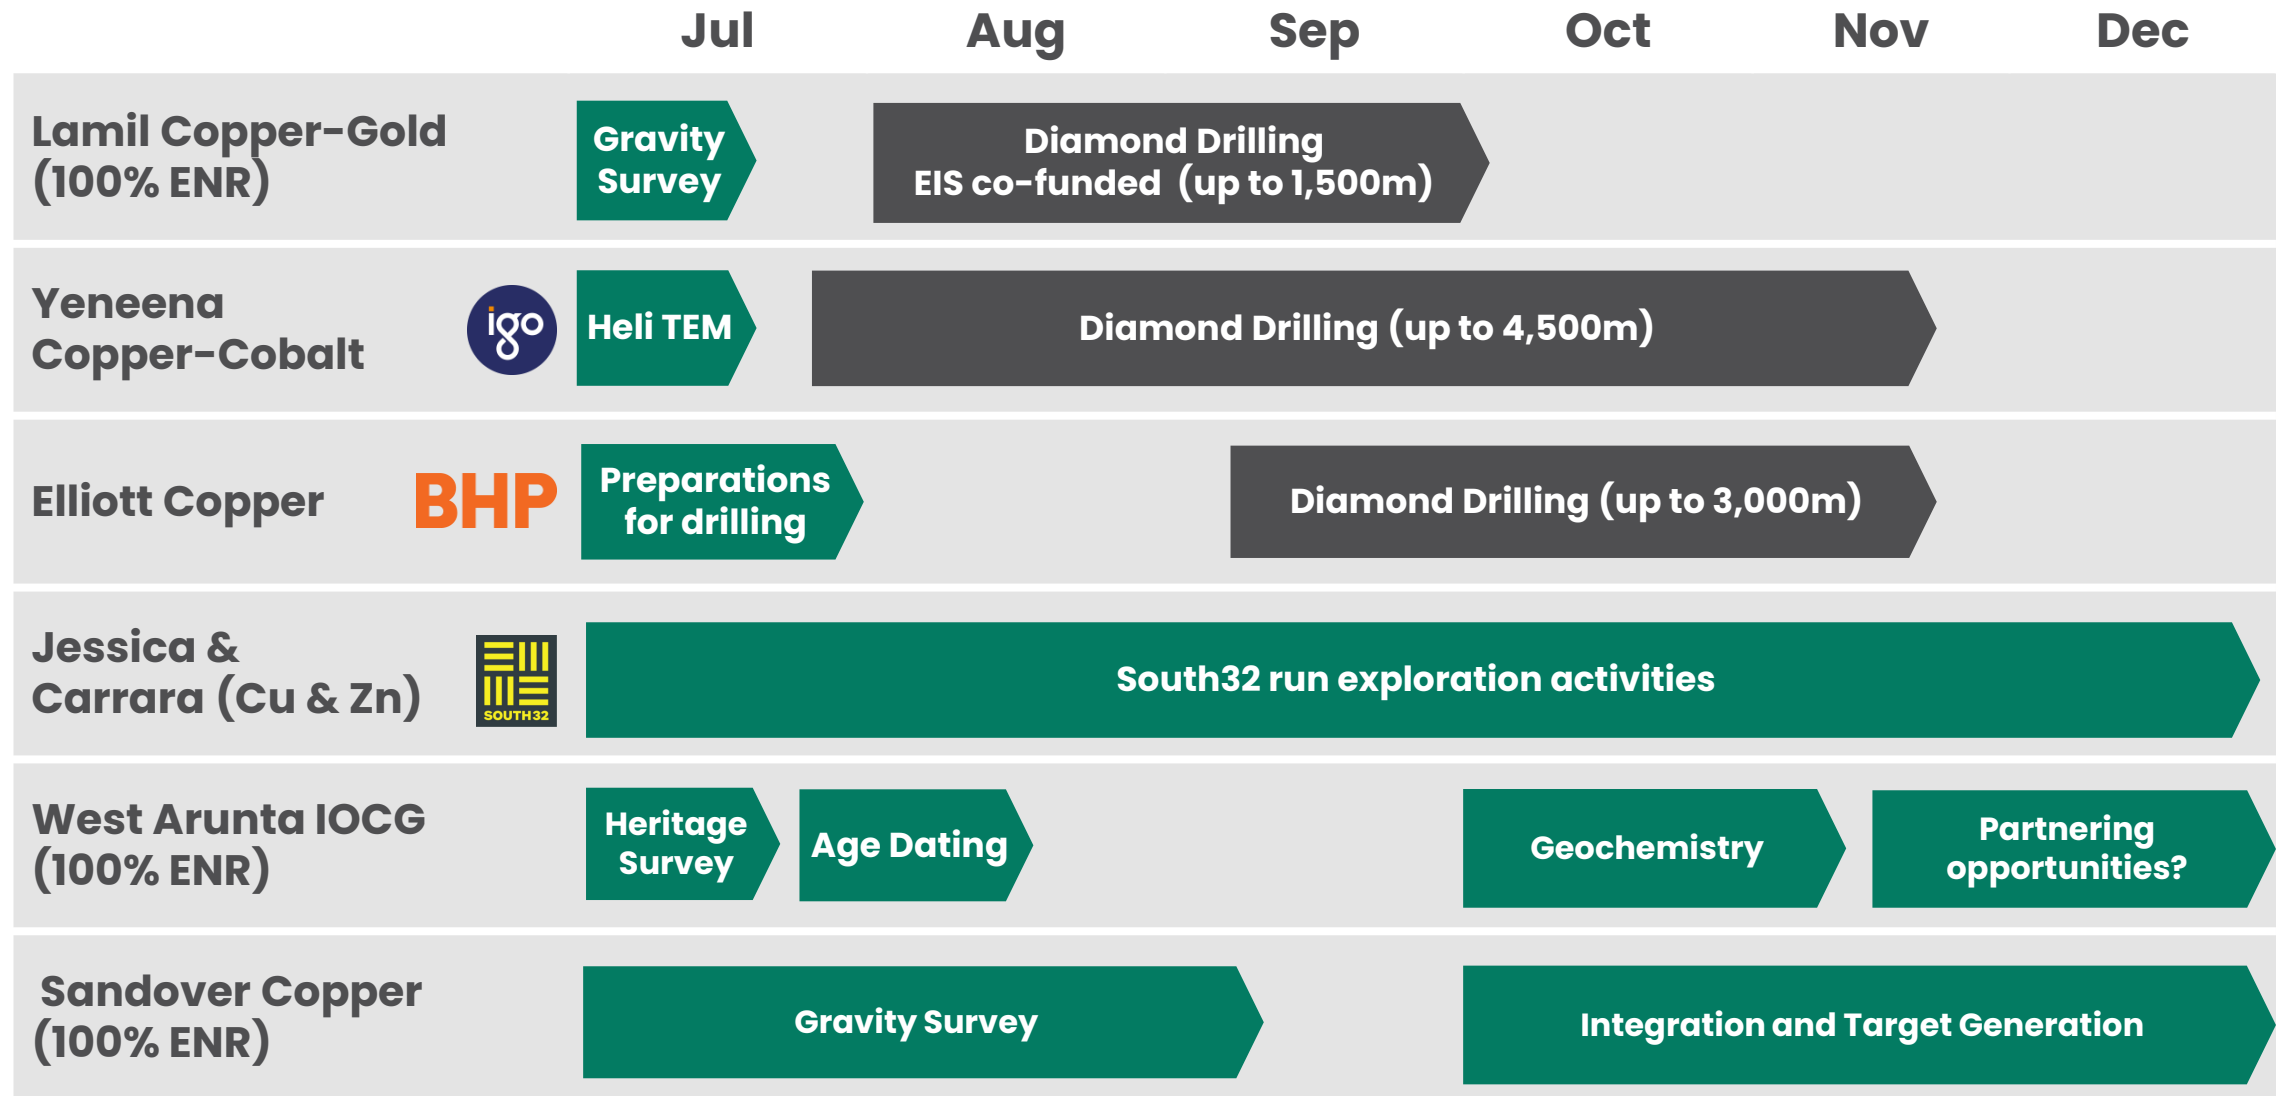 Jul Aug Sep Oct Nov Dec
Lamil Copper-Gold
(100% ENR)
Gravity
Survey
Diamond Drilling
EIS co-funded (up to 1,500m)
Yeneena
Copper-Cobalt
igo
Heli TEM
Diamond Drilling (up to 4,500m)
Elliott Copper
BHP
Preparations
for drilling
Diamond Drilling (up to 3,000m)
Jessica &
Carrara (Cu & Zn)
SOUTH32
South32 run exploration activities
West Arunta IOCG
(100% ENR)
Heritage
Survey
Age Dating
Geochemistry
Partnering
opportunities?
Sandover Copper
(100% ENR)
Gravity Survey
Integration and Target Generation